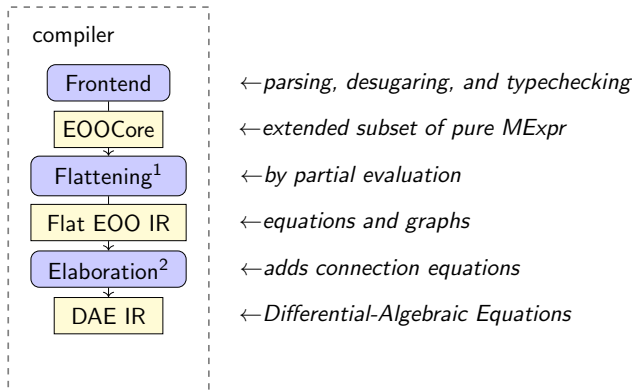 compiler
Frontend ←parsing, desugaring, and typechecking
EOOCore ←extended subset of pure MExpr
Flattening¹ ←by partial evaluation
Flat EOO IR ←equations and graphs
Elaboration² ←adds connection equations
DAE IR ←Differential-Algebraic Equations